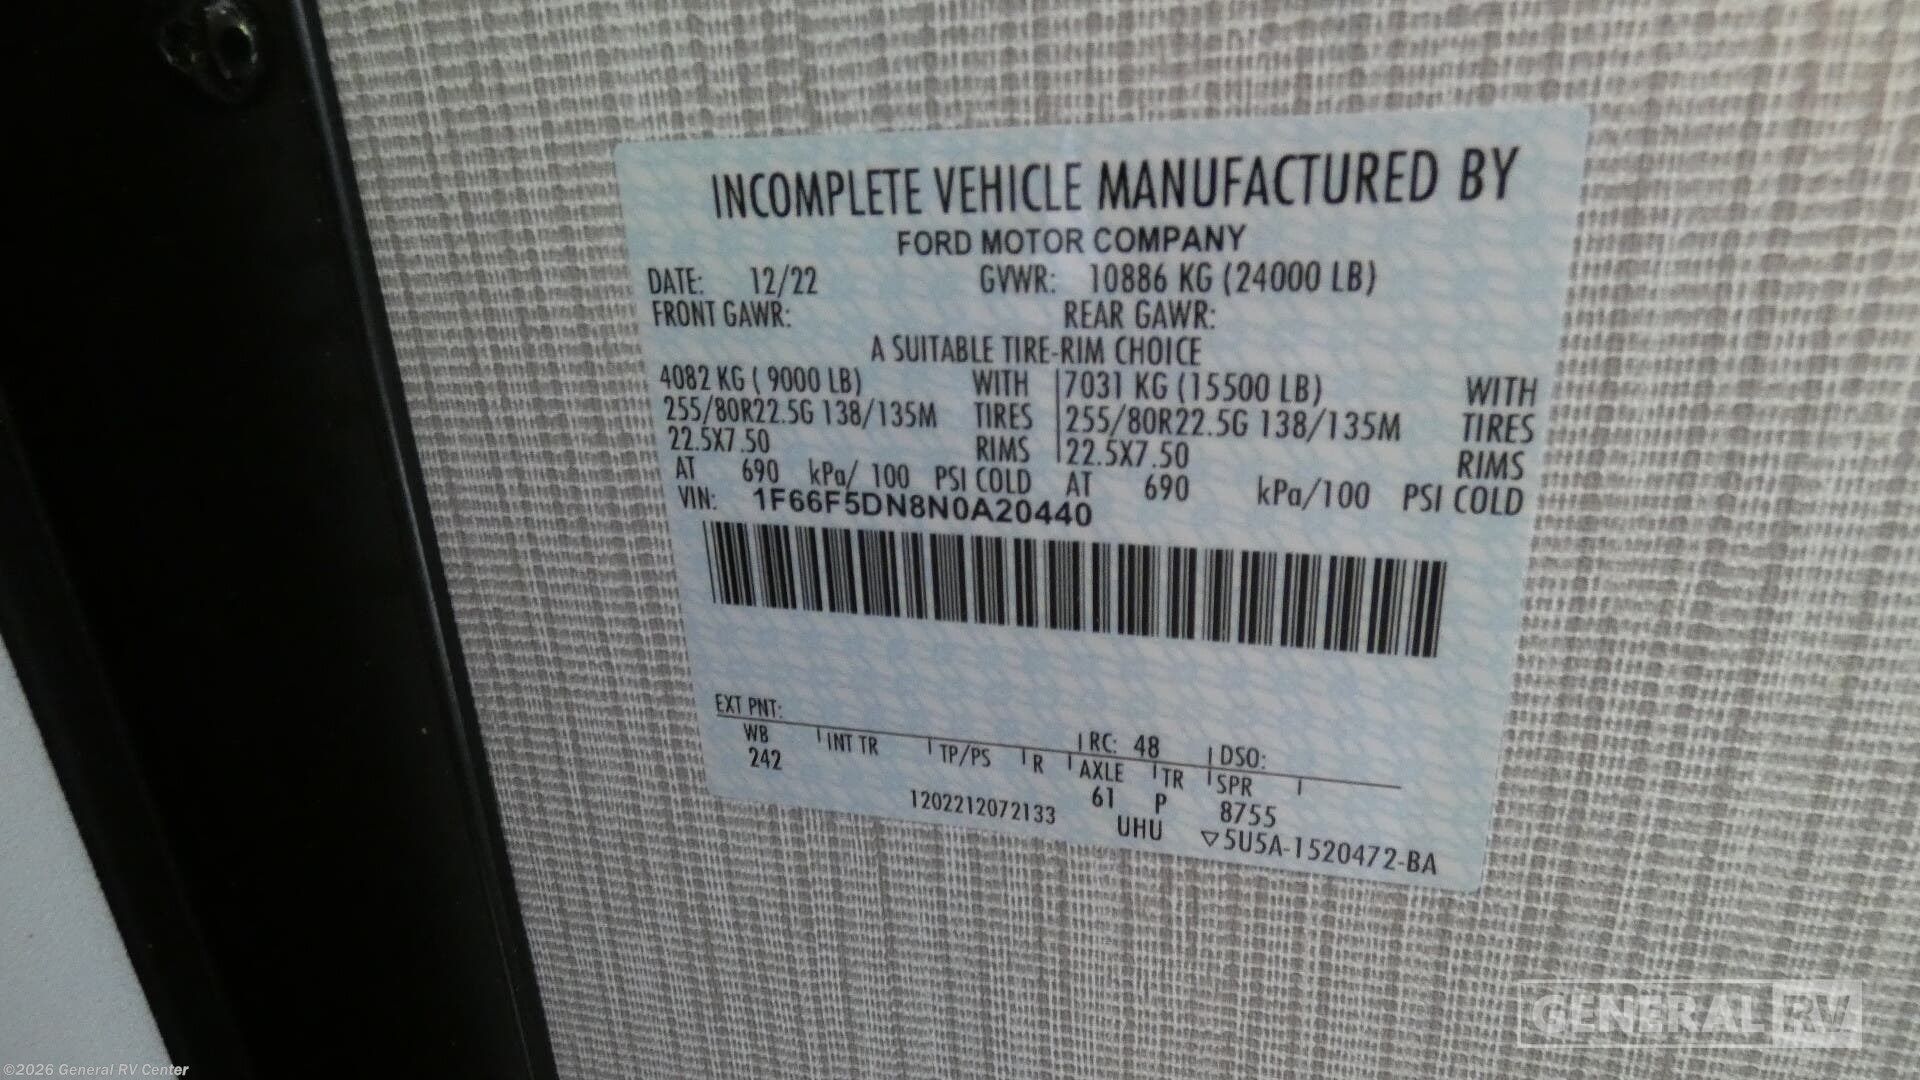 INCOMPLETE VEHICLE MANUFACTURED BY
FORD MOTOR COMPANY
DATE: 12/22 GVWR: 10886 KG (24000 LB)
FRONT GAWR: REAR GAWR:
A SUITABLE TIRE-RIM CHOICE
4082 KG ( 9000 LB) WITH 7031 KG (15500 LB) WITH
255/80R22.5G 138/135M TIRES 255/80R22.5G 138/135M TIRES
22.5X7.50 RIMS 22.5X7.50 RIMS
AT 690 kPa/ 100 PSI COLD AT 690 kPa/100 PSI COLD
VIN: 1F66F5DN8N0A20440
EXT PNT: RC: 48 DSO:
WB INT TR TP/PS R AXLE TR SPR
242 61 P 8755
1202212072133 UHU ▽5U5A-1520472-BA
GENERAL RV
©2026 General RV Center